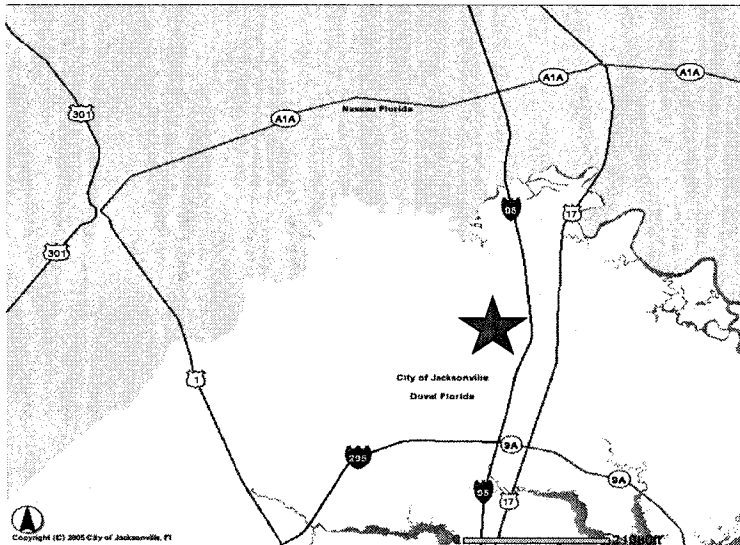 A1A
A1A
301
A1A
Nassau Florida
95
17
301
1
City of Jacksonville
Duval Florida
9A
295
9A
95
17
Copyright (C) 2005 City of Jacksonville, Fl